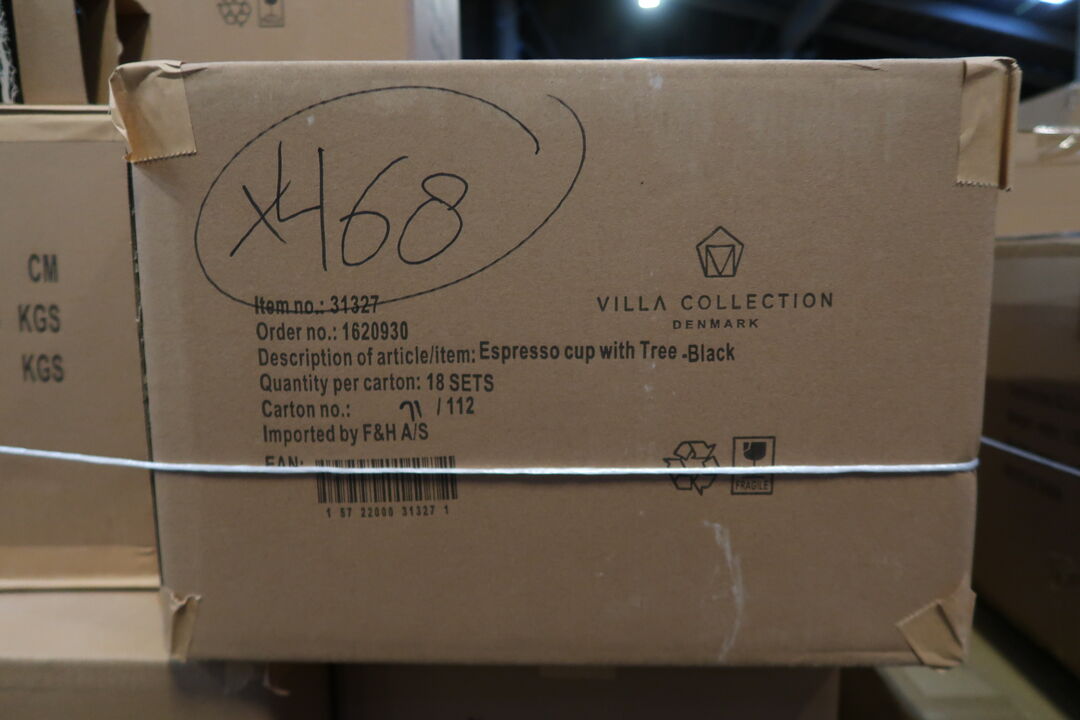 x468
Item no.: 31327
Order no.: 1620930
Description of article/item: Espresso cup with Tree -Black
Quantity per carton: 18 SETS
Carton no.: 71 /112
Imported by F&H A/S
EAN:
1 57 22000 31327 1
VILLA COLLECTION
DENMARK
FRAGILE
CM
KGS
KGS